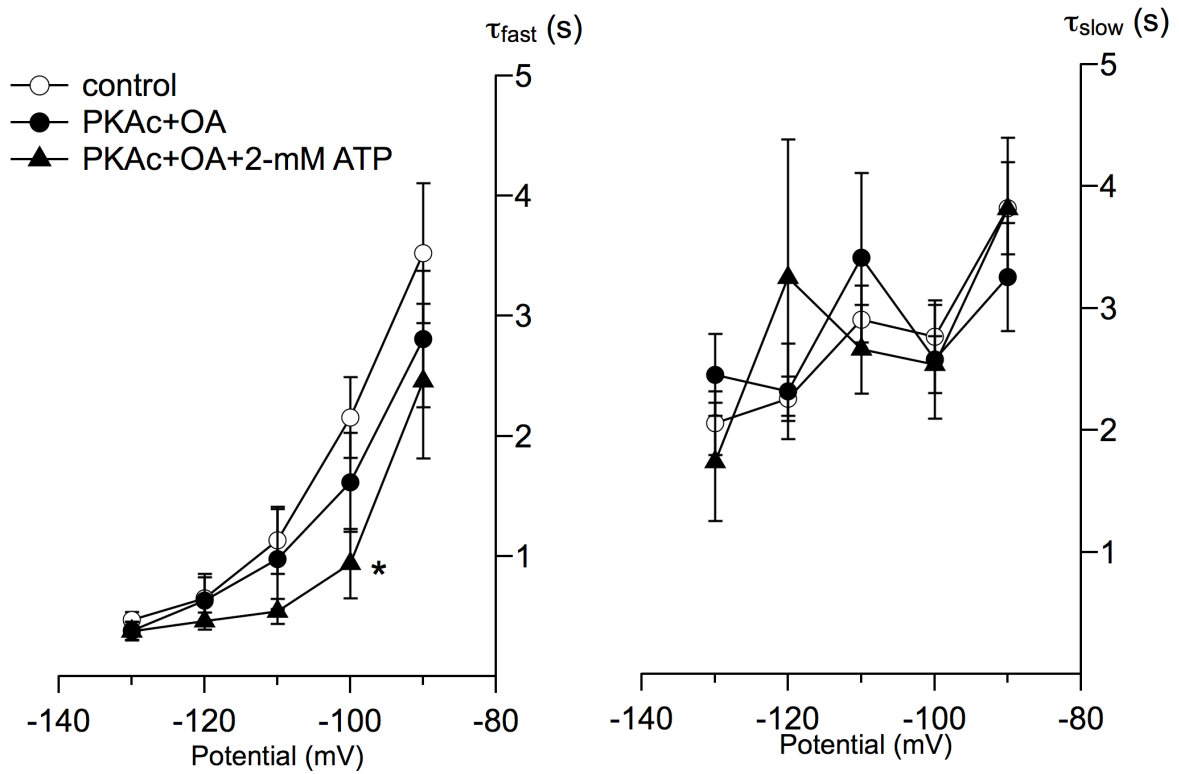 τfast (s)
τslow (s)
control
PKAc+OA
PKAc+OA+2-mM ATP
5
4
3
2
1
*
-140
-120
-100
-80
Potential (mV)
5
4
3
2
1
-140
-120
-100
-80
Potential (mV)